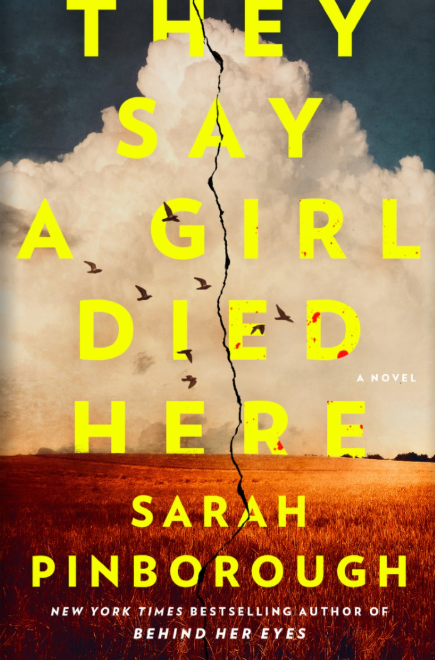 THEY
SAY
A GIRL
DIED
A NOVEL
HERE
SARAH
PINBOROUGH
NEW YORK TIMES BESTSELLING AUTHOR OF
BEHIND HER EYES